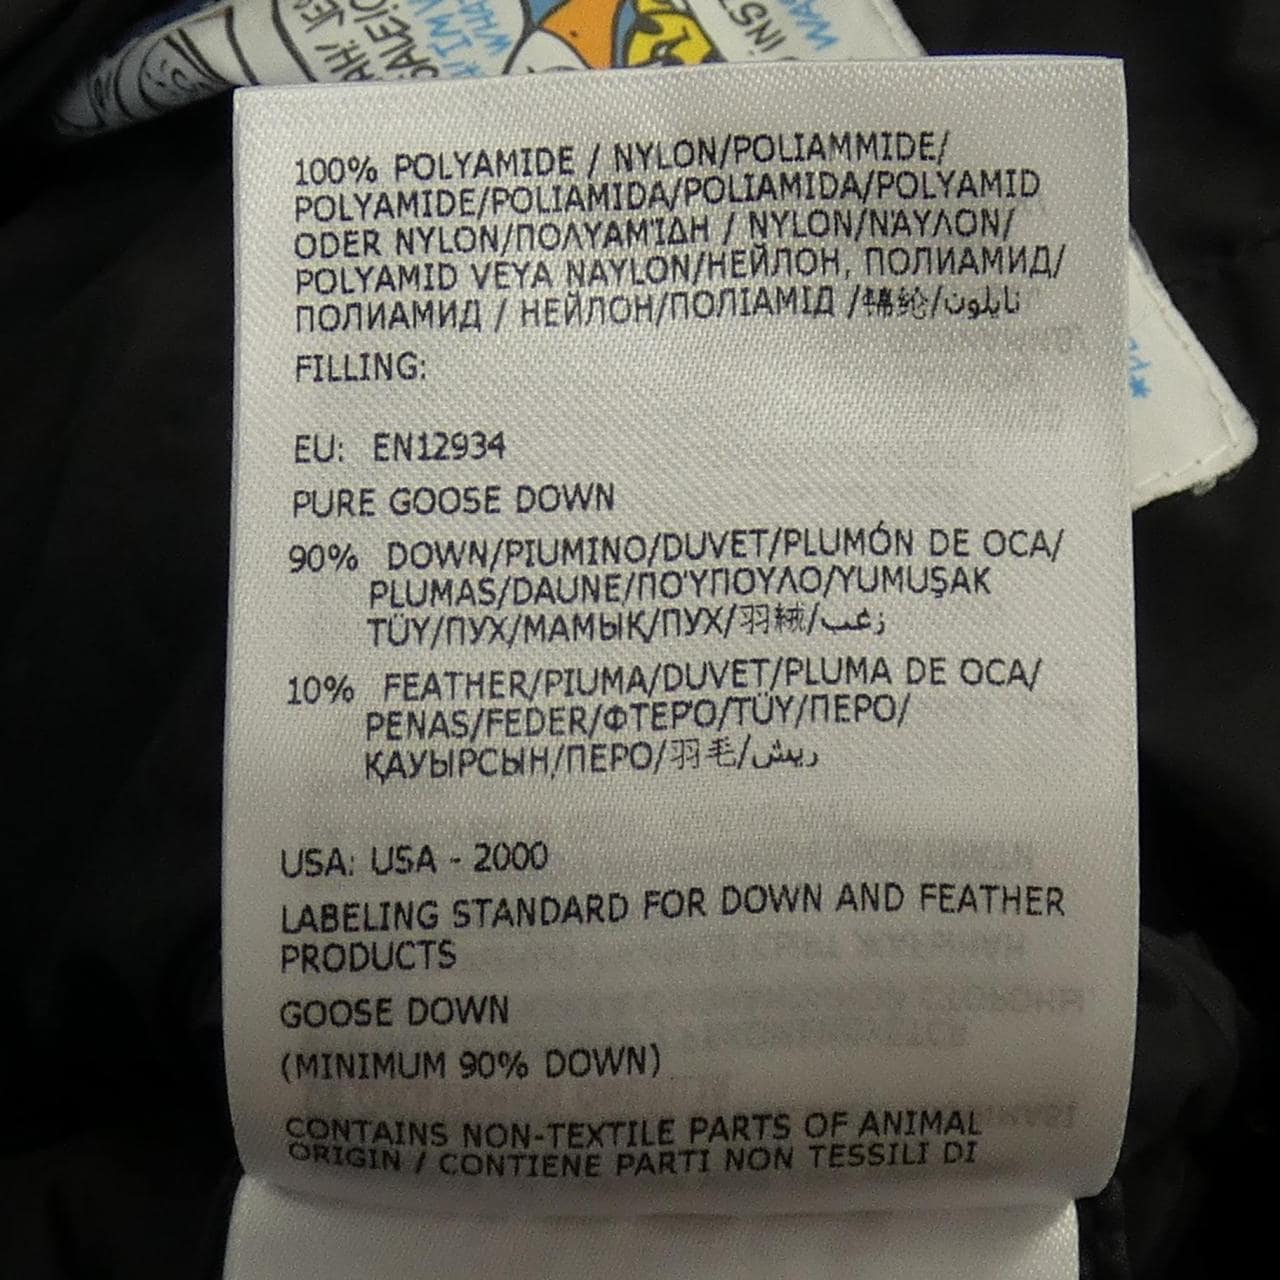 100% POLYAMIDE / NYLON/POLIAMMIDE/
POLYAMIDE/POLIAMIDA/POLIAMIDA/POLYAMID
ODER NYLON/ΠΟΛΥΑΜΊΔΗ / NYLON/ΝΆΥΛΟΝ/
POLYAMID VEYA NAYLON/НЕЙЛОН, ПОЛИАМИД/
ПОЛИАМИД / НЕЙЛОН/ПОЛІАМІД /锦纶/نايلون
FILLING:
EU: EN12934
PURE GOOSE DOWN
90% DOWN/PIUMINO/DUVET/PLUMÓN DE OCA/
PLUMAS/DAUNE/ΠΟΎΠΟΥΛΟ/YUMUŞAK
TÜY/ПУХ/МАМЫҚ/ПУХ/羽絨/زغب
10% FEATHER/PIUMA/DUVET/PLUMA DE OCA/
PENAS/FEDER/ΦΤΕΡΌ/TÜY/ПЕРО/
ҚАУЫРСЫН/ПЕРО/羽毛/ريش
USA: USA - 2000
LABELING STANDARD FOR DOWN AND FEATHER
PRODUCTS
GOOSE DOWN
(MINIMUM 90% DOWN)
CONTAINS NON-TEXTILE PARTS OF ANIMAL
ORIGIN / CONTIENE PARTI NON TESSILI DI